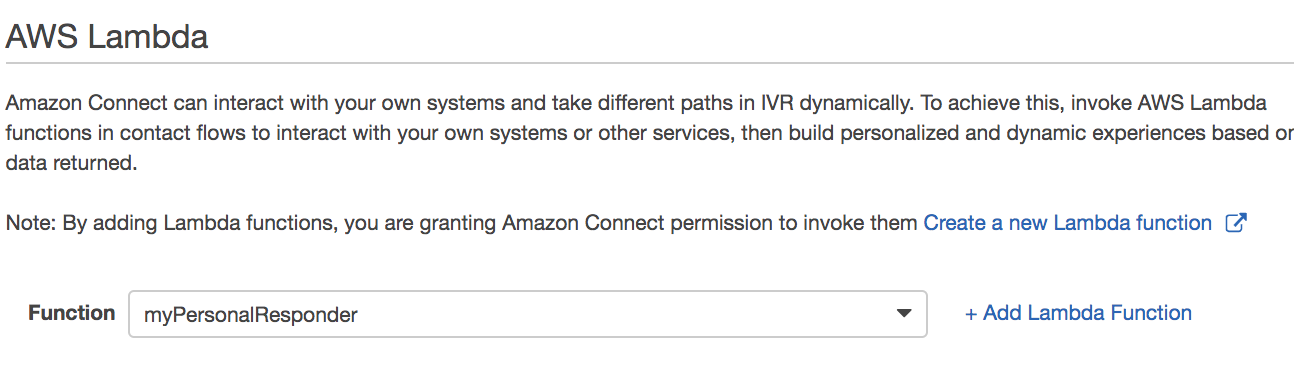 AWS Lambda
Amazon Connect can interact with your own systems and take different paths in IVR dynamically. To achieve this, invoke AWS Lambda
functions in contact flows to interact with your own systems or other services, then build personalized and dynamic experiences based on
data returned.
Note: By adding Lambda functions, you are granting Amazon Connect permission to invoke them Create a new Lambda function
Function myPersonalResponder + Add Lambda Function